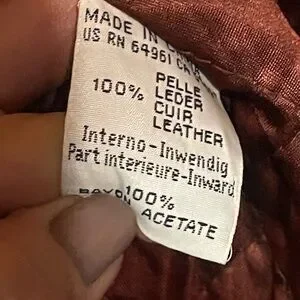 MADE IN
US RN 64961 CA
100% PELLE
LEDER
CUIR
LEATHER
Interno-Inwendig
Part interieure-Inward
100%
ACETATE